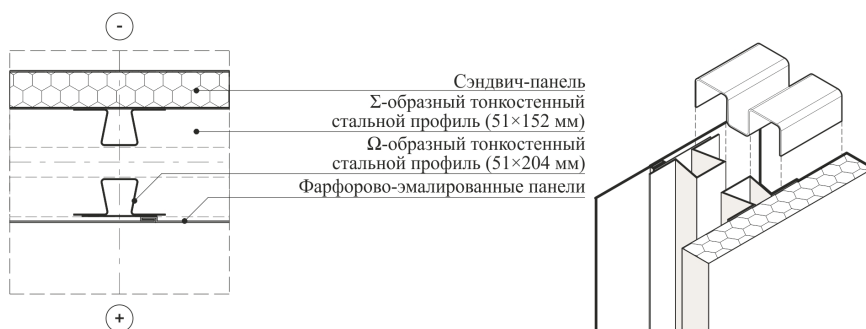 -
Сэндвич-панель
Σ-образный тонкостенный
стальной профиль (51×152 мм)
Ω-образный тонкостенный
стальной профиль (51×204 мм)
Фарфорово-эмалированные панели
+